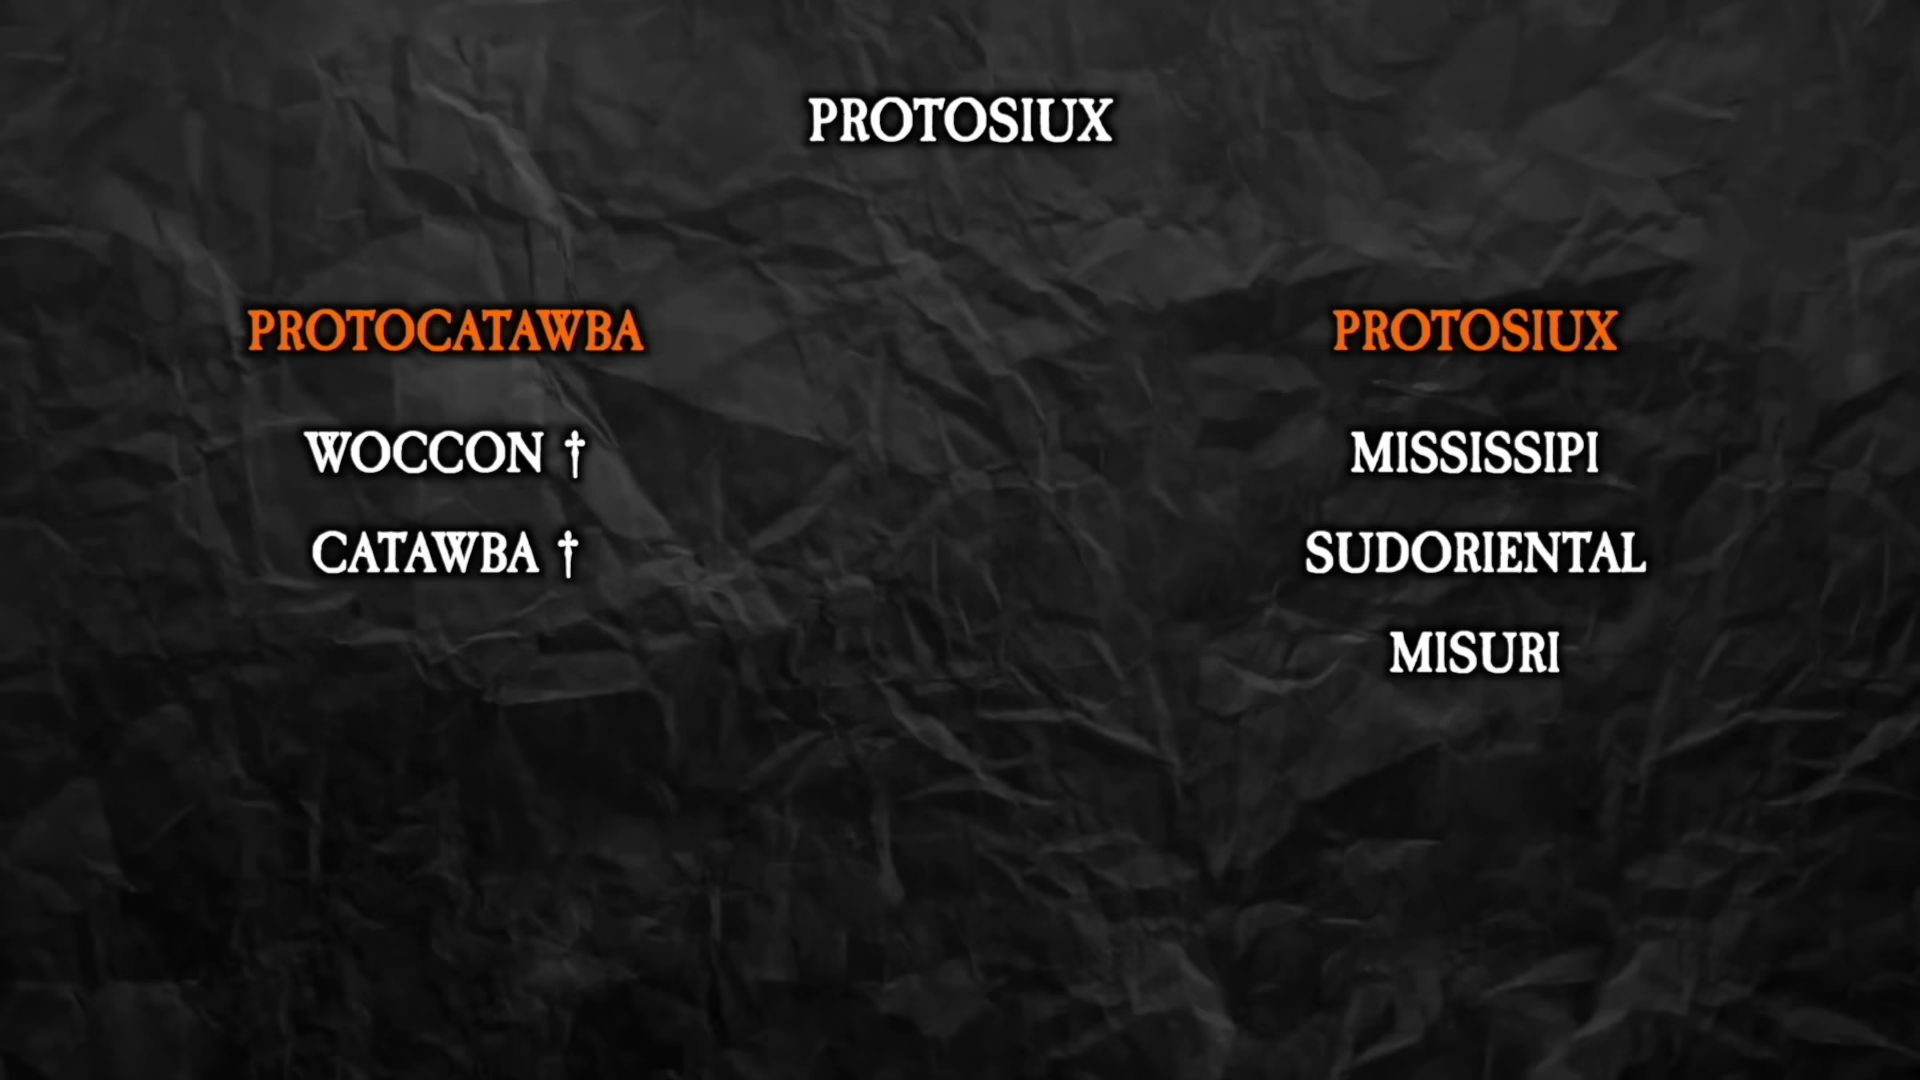 PROTOSIUX
PROTOCATAWBA
WOCCON †
CATAWBA †
PROTOSIUX
MISSISSIPI
SUDORIENTAL
MISURI